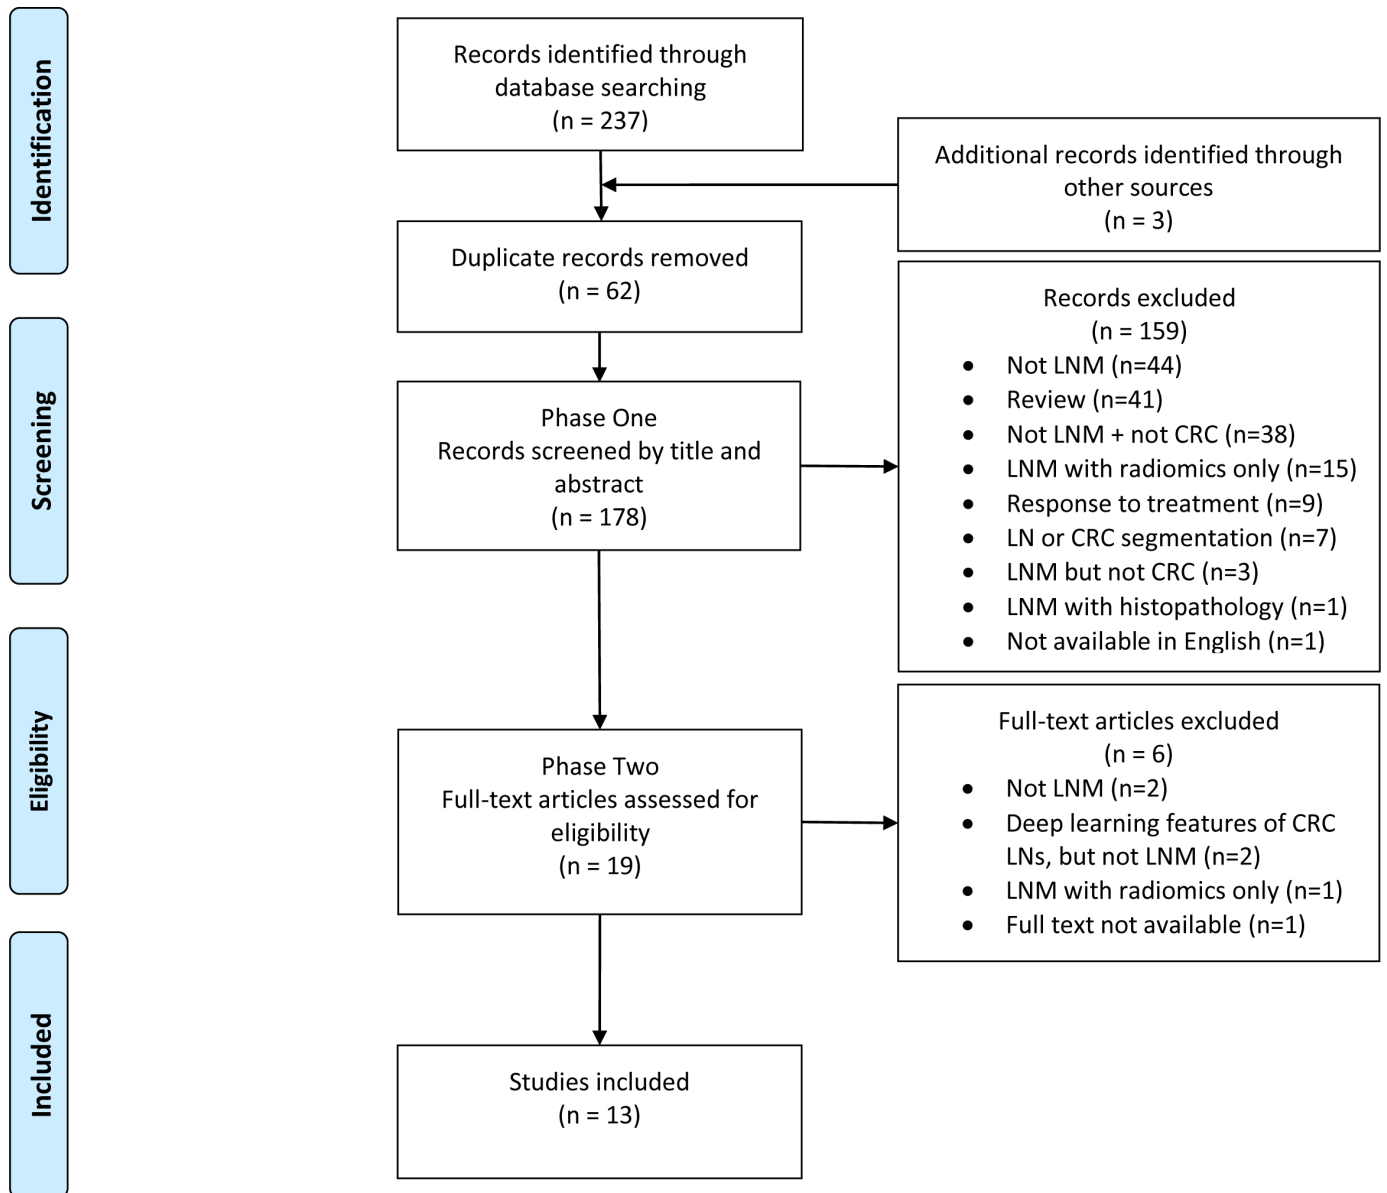 Identification
Records identified through
database searching
(n = 237)
Additional records identified through
other sources
(n = 3)
Duplicate records removed
(n = 62)
Screening
Phase One
Records screened by title and
abstract
(n = 178)
Records excluded
(n = 159)
• Not LNM (n=44)
• Review (n=41)
• Not LNM + not CRC (n=38)
• LNM with radiomics only (n=15)
• Response to treatment (n=9)
• LN or CRC segmentation (n=7)
• LNM but not CRC (n=3)
• LNM with histopathology (n=1)
• Not available in English (n=1)
Eligibility
Phase Two
Full-text articles assessed for
eligibility
(n = 19)
Full-text articles excluded
(n = 6)
• Not LNM (n=2)
• Deep learning features of CRC
LNs, but not LNM (n=2)
• LNM with radiomics only (n=1)
• Full text not available (n=1)
Included
Studies included
(n = 13)